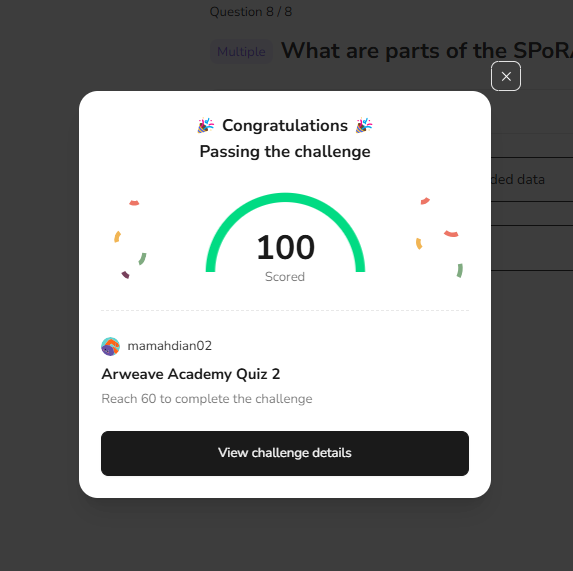 Question 8 / 8
Multiple What are parts of the SPoRA
ded data
Congratulations
Passing the challenge
100
Scored
mamahdian02
Arweave Academy Quiz 2
Reach 60 to complete the challenge
View challenge details